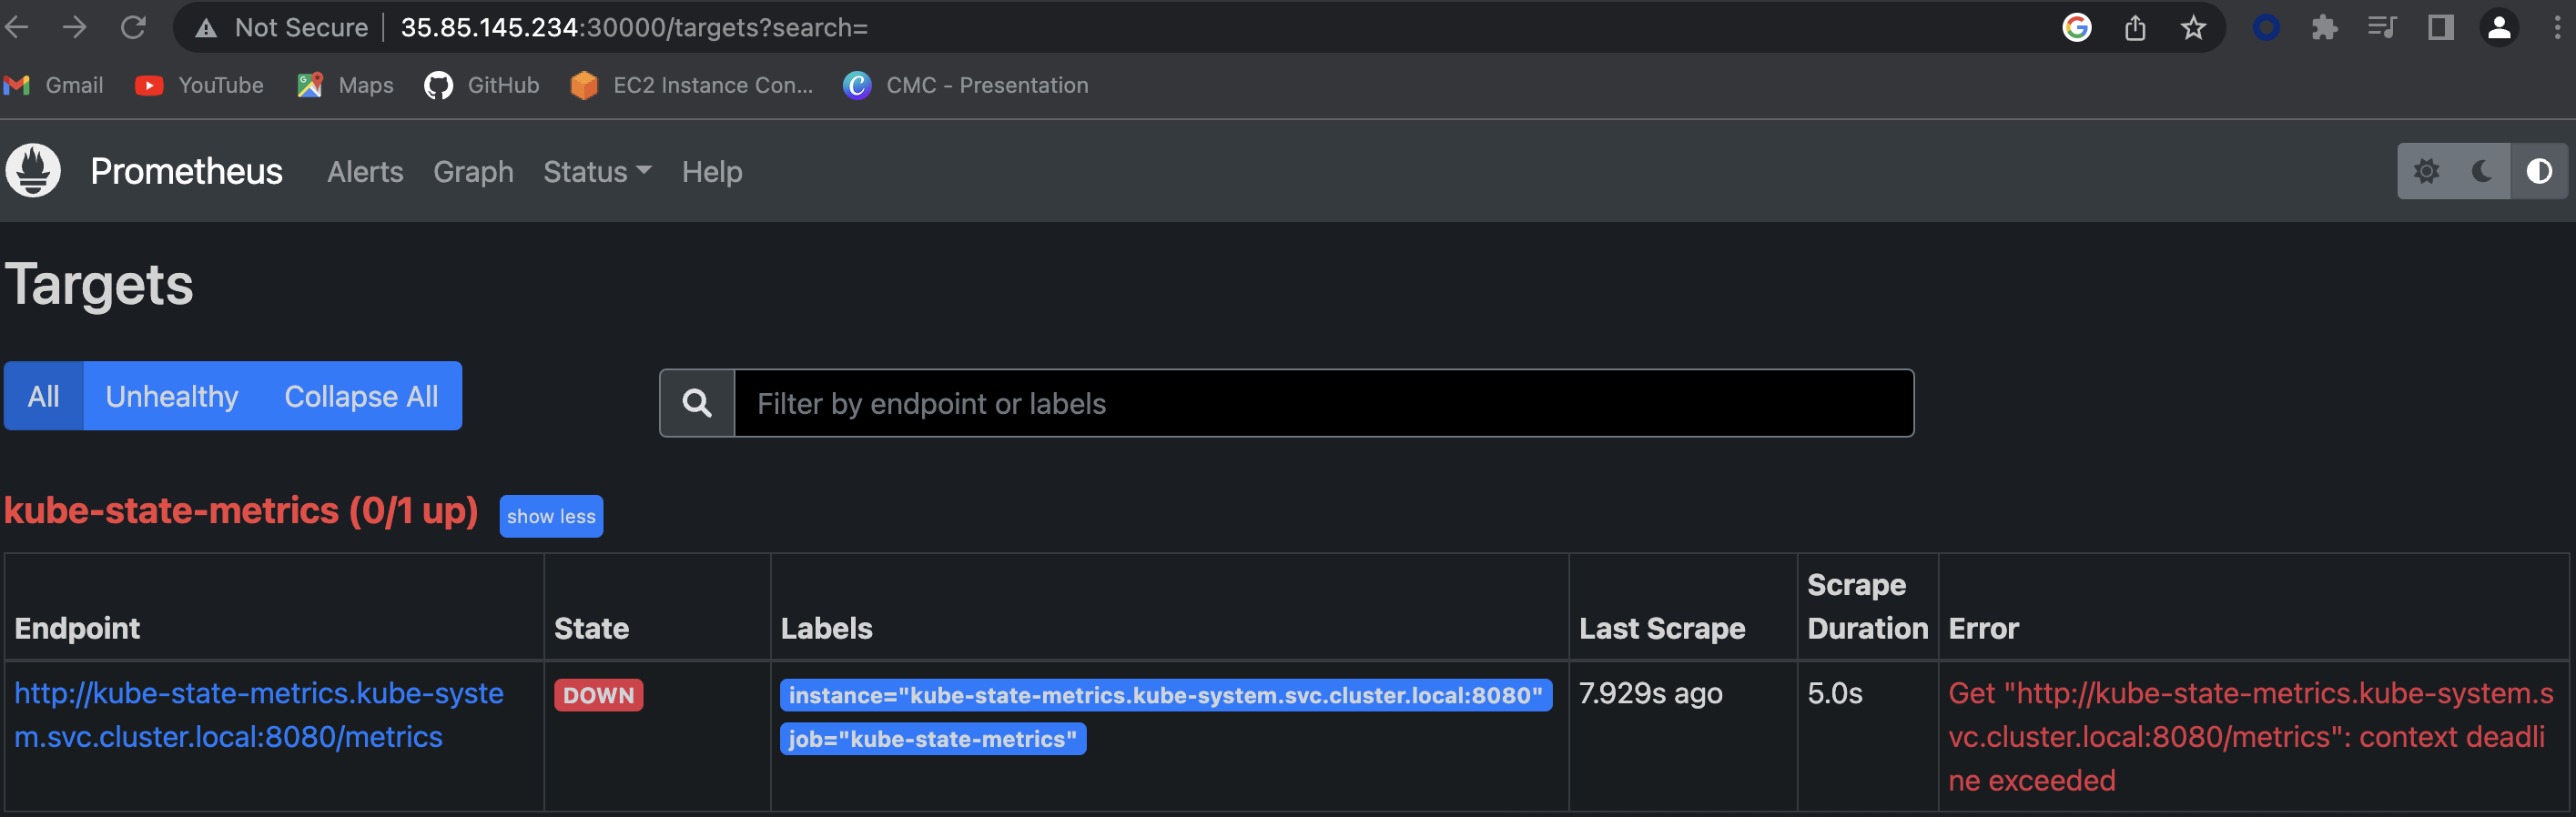 Not Secure 35.85.145.234:30000/targets?search=
Gmail YouTube Maps GitHub EC2 Instance Con... CMC - Presentation
Prometheus Alerts Graph Status Help
Targets
All Unhealthy Collapse All Filter by endpoint or labels
kube-state-metrics (0/1 up) show less
Endpoint State Labels Last Scrape Scrape Duration Error
http://kube-state-metrics.kube-syste
m.svc.cluster.local:8080/metrics
DOWN
instance="kube-state-metrics.kube-system.svc.cluster.local:8080"
job="kube-state-metrics"
7.929s ago
5.0s
Get "http://kube-state-metrics.kube-system.s
vc.cluster.local:8080/metrics": context deadli
ne exceeded